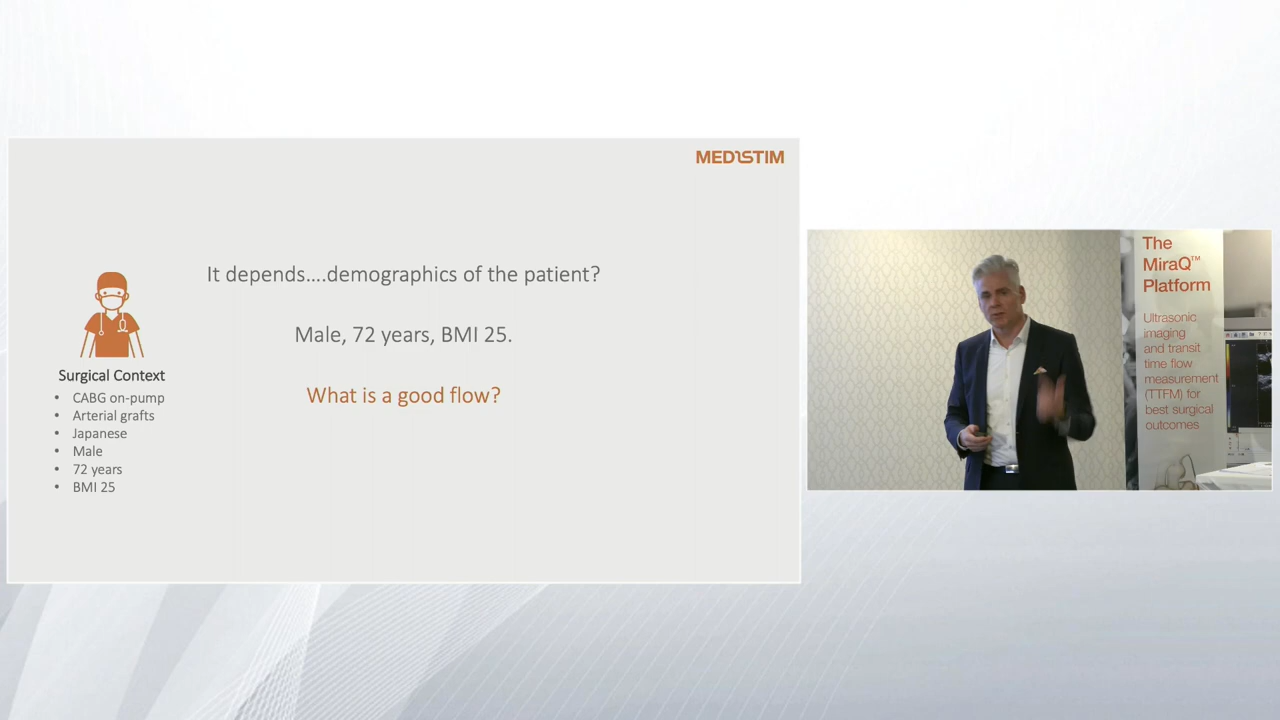 MEDISTIM
It depends....demographics of the patient?
Male, 72 years, BMI 25.
What is a good flow?
Surgical Context
• CABG on-pump
• Arterial grafts
• Japanese
• Male
• 72 years
• BMI 25
The
MiraQ™
Platform
Ultrasonic
imaging
and transit
time flow
measurement
(TTFM) for
best surgical
outcomes